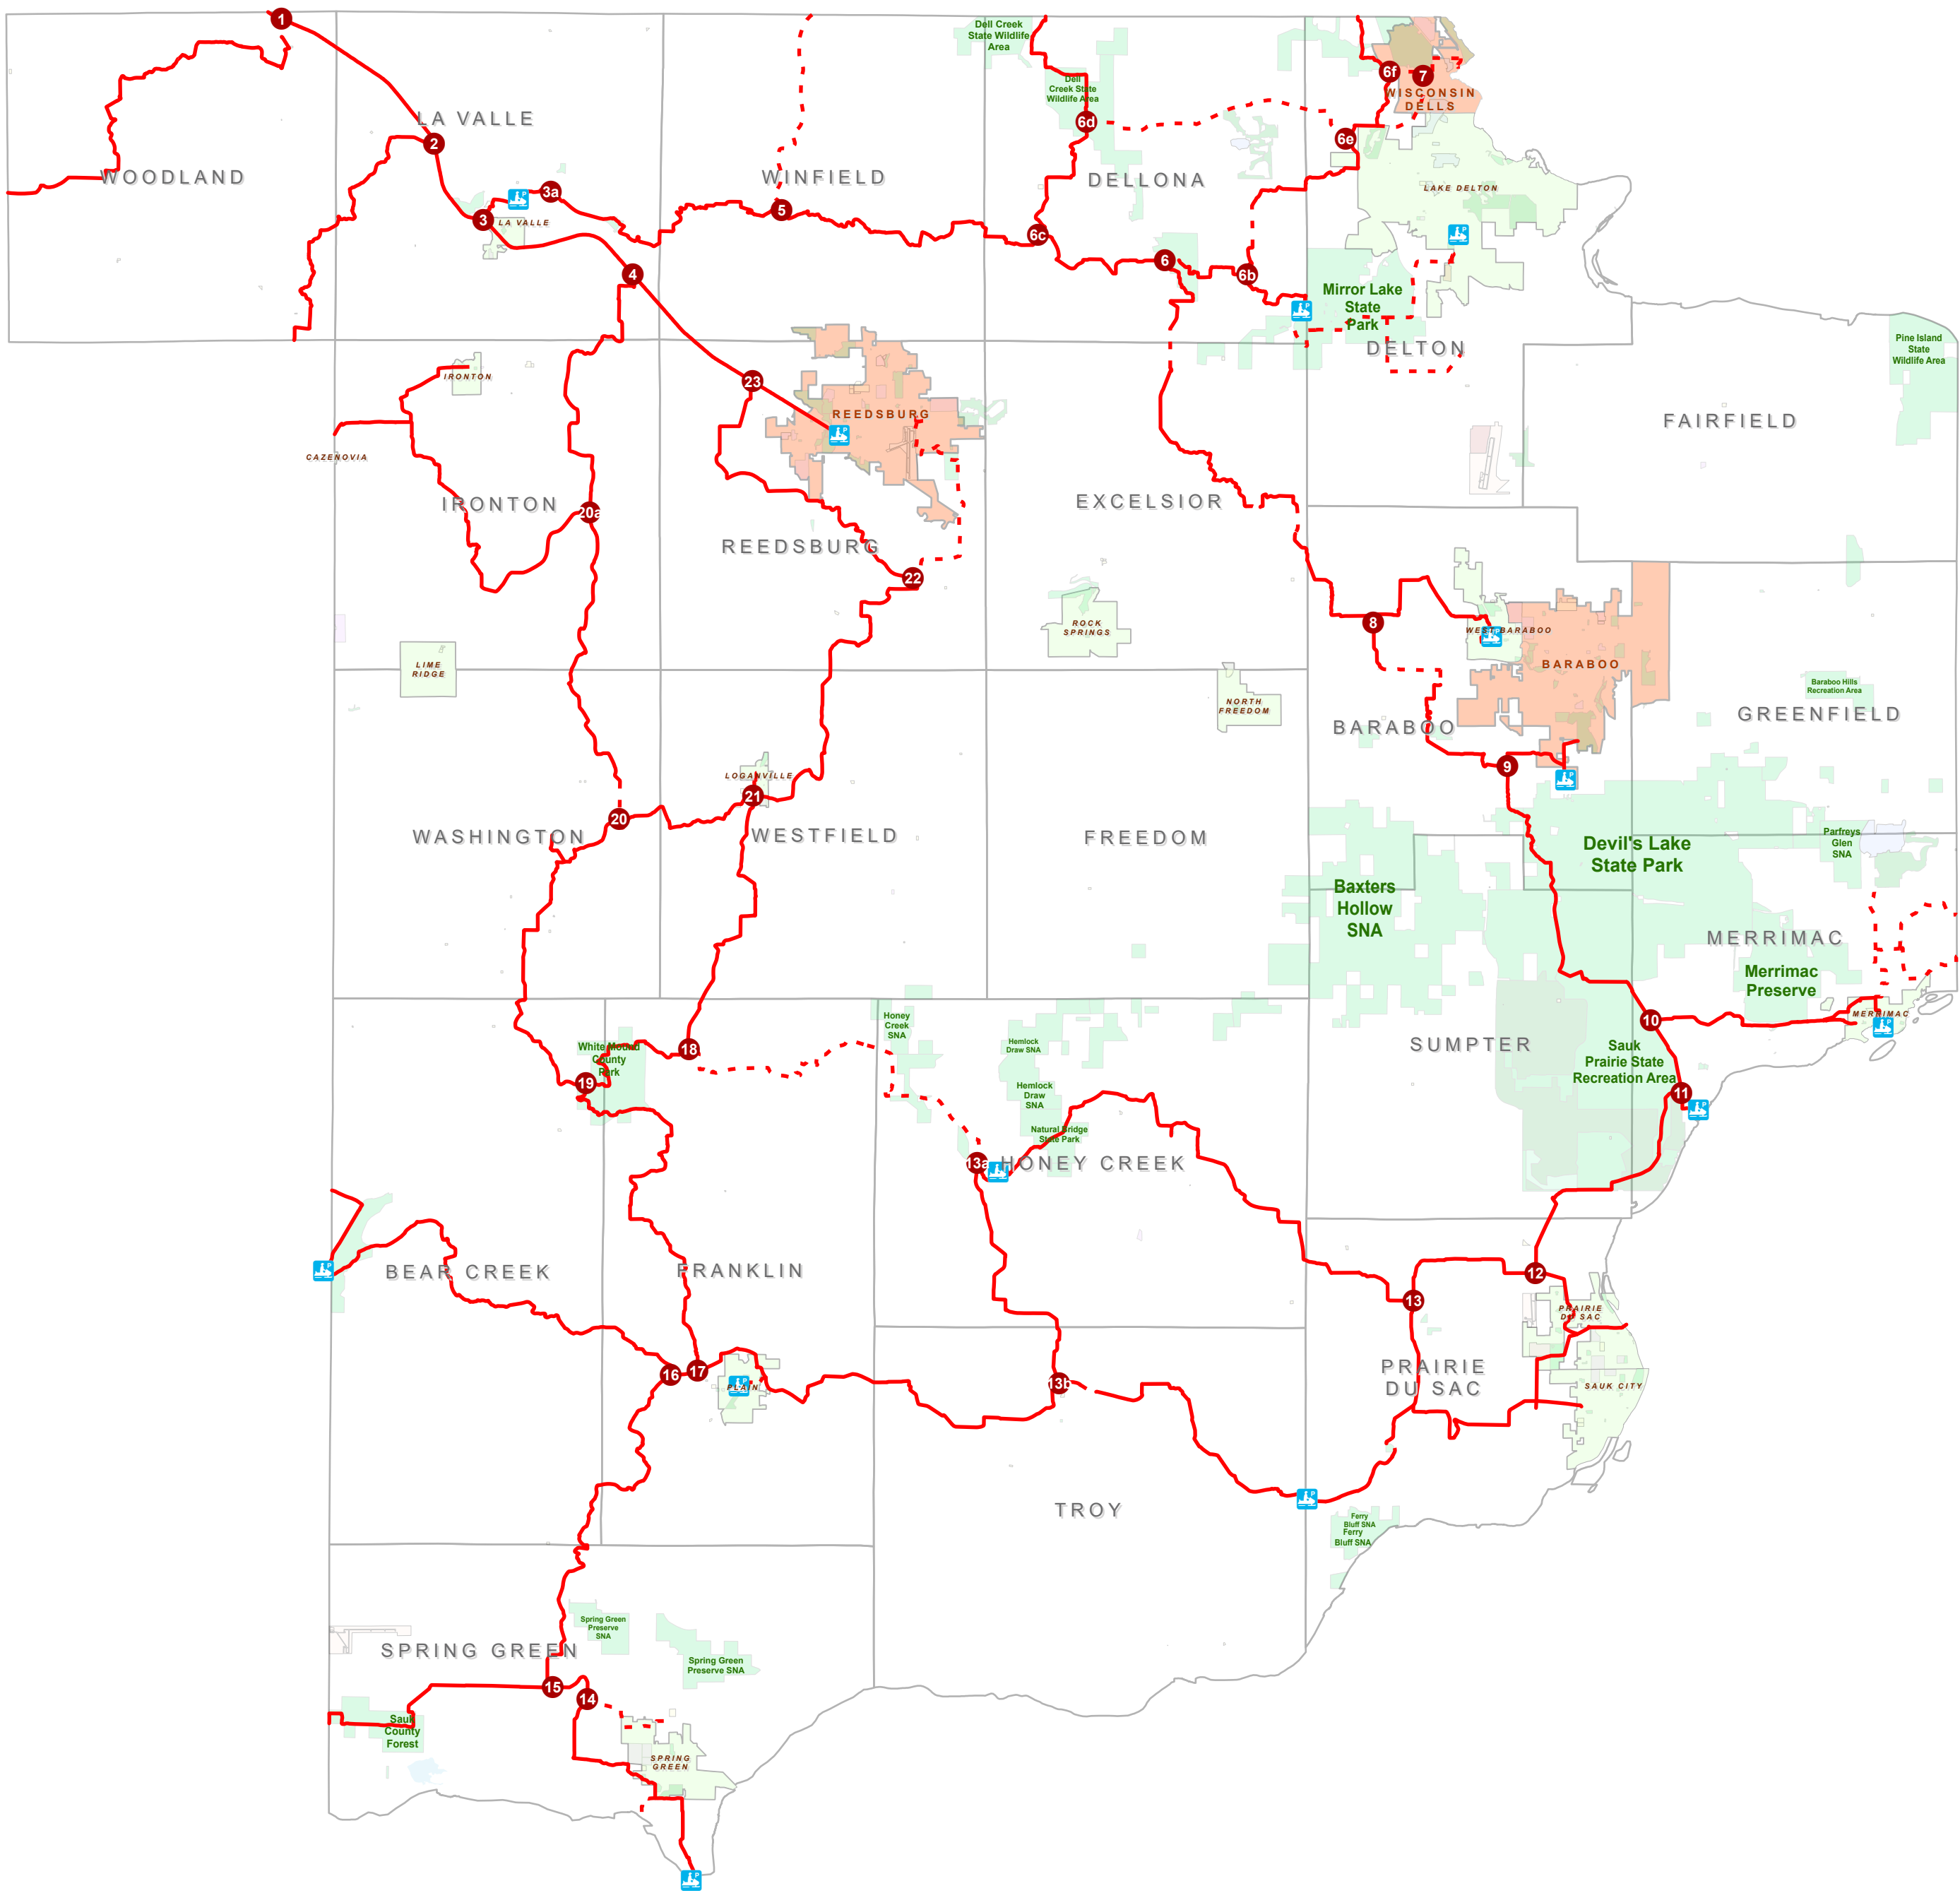 1
Dell Creek
State Wildlife
Area
6f
7
WISCONSIN
DELLS
Dell
Creek State
Wildlife Area
LA VALLE
6d
2
6e
WOODLAND
WINFIELD
DELLONA
LAKE DELTON
P
3a
3
LA VALLE
5
6c
P
6
6b
4
Mirror Lake
State
Park
P
DELTON
Pine Island
State
Wildlife Area
IRONTON
23
REEDSBURG
P
FAIRFIELD
CAZENOVIA
IRONTON
20a
EXCELSIOR
REEDSBURG
22
ROCK
SPRINGS
8
WEST BARABOO
P
BARABOO
LIME
RIDGE
Baraboo Hills
Recreation Area
NORTH
FREEDOM
GREENFIELD
BARABOO
LOGANVILLE
21
9
P
20
WASHINGTON
WESTFIELD
FREEDOM
Devil's Lake
State Park
Parfreys
Glen
SNA
Baxters
Hollow
SNA
MERRIMAC
Merrimac
Preserve
Honey
Creek
SNA
10
MERRIMAC
P
Hemlock
Draw SNA
SUMPTER
Sauk
Prairie State
Recreation Area
White Mound
County
Park
18
19
Hemlock
Draw
SNA
11
P
Natural Bridge
State Park
13a
P
HONEY CREEK
P
BEAR CREEK
FRANKLIN
12
13
PRAIRIE
DU SAC
16
17
PLAIN
P
13b
PRAIRIE
DU SAC
SAUK CITY
P
TROY
Ferry
Bluff SNA
Ferry
Bluff SNA
Spring Green
Preserve
SNA
SPRING GREEN
Spring Green
Preserve SNA
15
14
Sauk
County
Forest
SPRING
GREEN
P